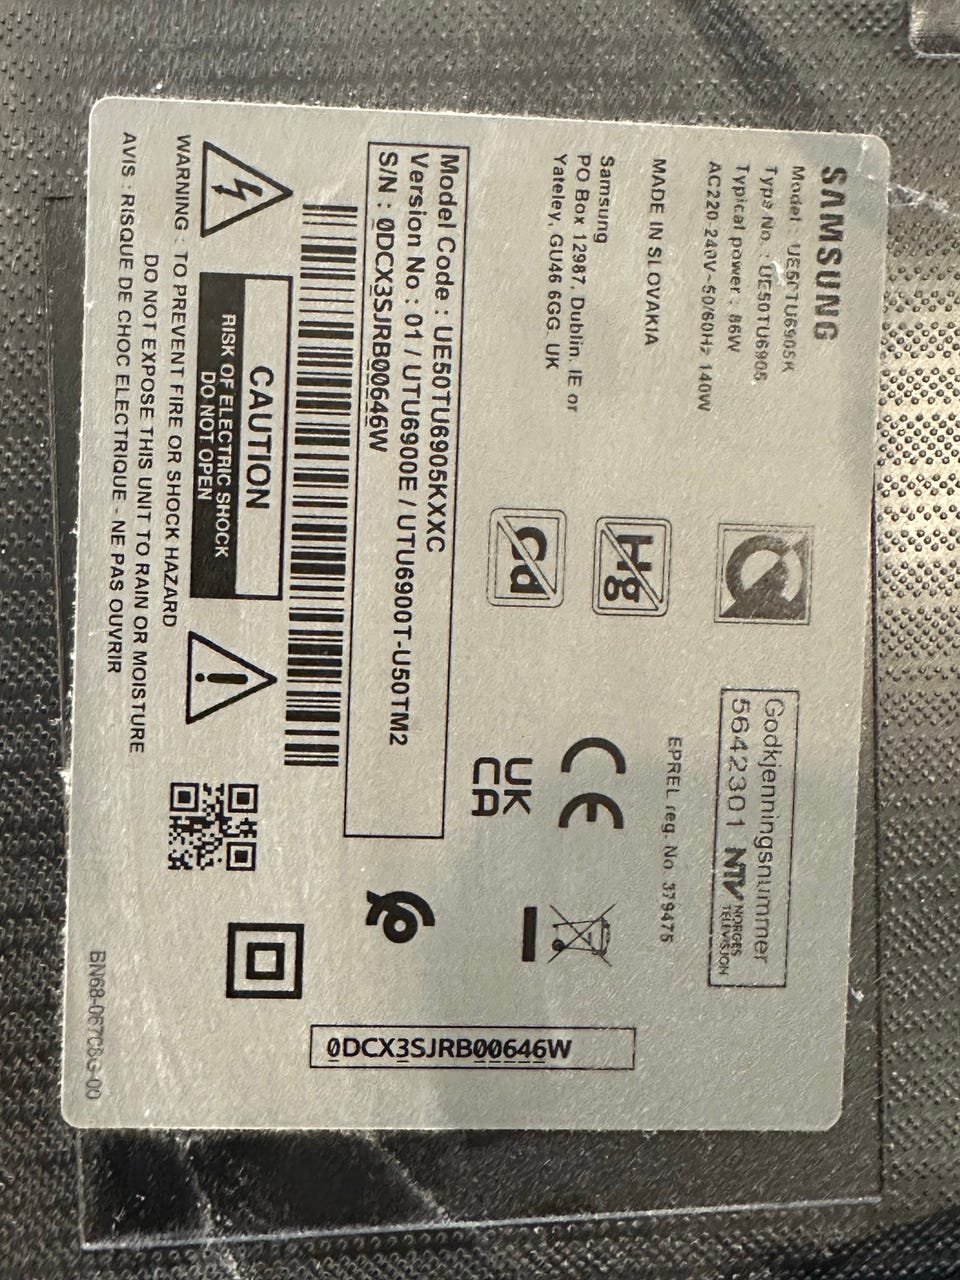 SAMSUNG
Model : UE50TU6905K
Type No. : UE50TU6905
Typical power : 86W
AC220-240V~50/60Hz 140W
MADE IN SLOVAKIA
Samsung
PO Box 12987, Dublin. IE or
Yateley, GU46 6GG. UK
Hg
Cd
Godkjenningsnummer
5642301 NTV NORGES
TELEVISJON
EPREL reg. No 379475
CE
UK
CA
Model Code : UE50TU6905KXXC
Version No : 01 / UTU6900E / UTU6900T-U50TM2
S/N : 0DCX3SJRB00646W
CAUTION
RISK OF ELECTRIC SHOCK
DO NOT OPEN
WARNING : TO PREVENT FIRE OR SHOCK HAZARD
DO NOT EXPOSE THIS UNIT TO RAIN OR MOISTURE
AVIS : RISQUE DE CHOC ELECTRIQUE - NE PAS OUVRIR
0DCX3SJRB00646W